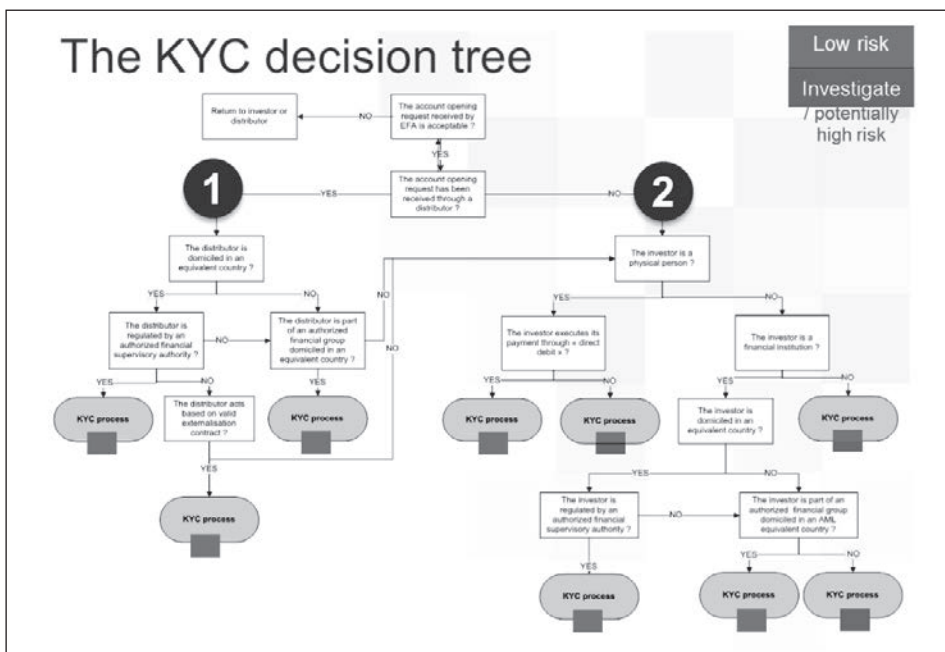 The KYC decision tree
Low risk
Investigate
/ potentially
high risk
Return to investor or
distributor
NO
The account opening
request received by
EFA is acceptable ?
YES
1
YES
The account opening
request has been
received through a
distributor ?
NO
2
The distributor is
domiciled in an
equivalent country ?
The investor is a
physical person ?
YES
NO
NO
YES
NO
The distributor is
regulated by an
authorized financial
supervisory authority ?
NO
The distributor is part
of an authorized
financial group
domiciled in an
equivalent country ?
NO
The investor executes its
payment through « direct
debit » ?
The investor is a
financial institution ?
YES
NO
YES
YES
NO
YES
NO
KYC process
The distributor acts
based on valid
externalisation
contract ?
KYC process
KYC process
KYC process
The investor is
domiciled in an
equivalent country ?
KYC process
YES
YES
NO
KYC process
The investor is
regulated by an
authorized financial
supervisory authority ?
NO
The investor is part of an
authorized financial group
domiciled in an AML
equivalent country ?
YES
YES
NO
KYC process
KYC process
KYC process